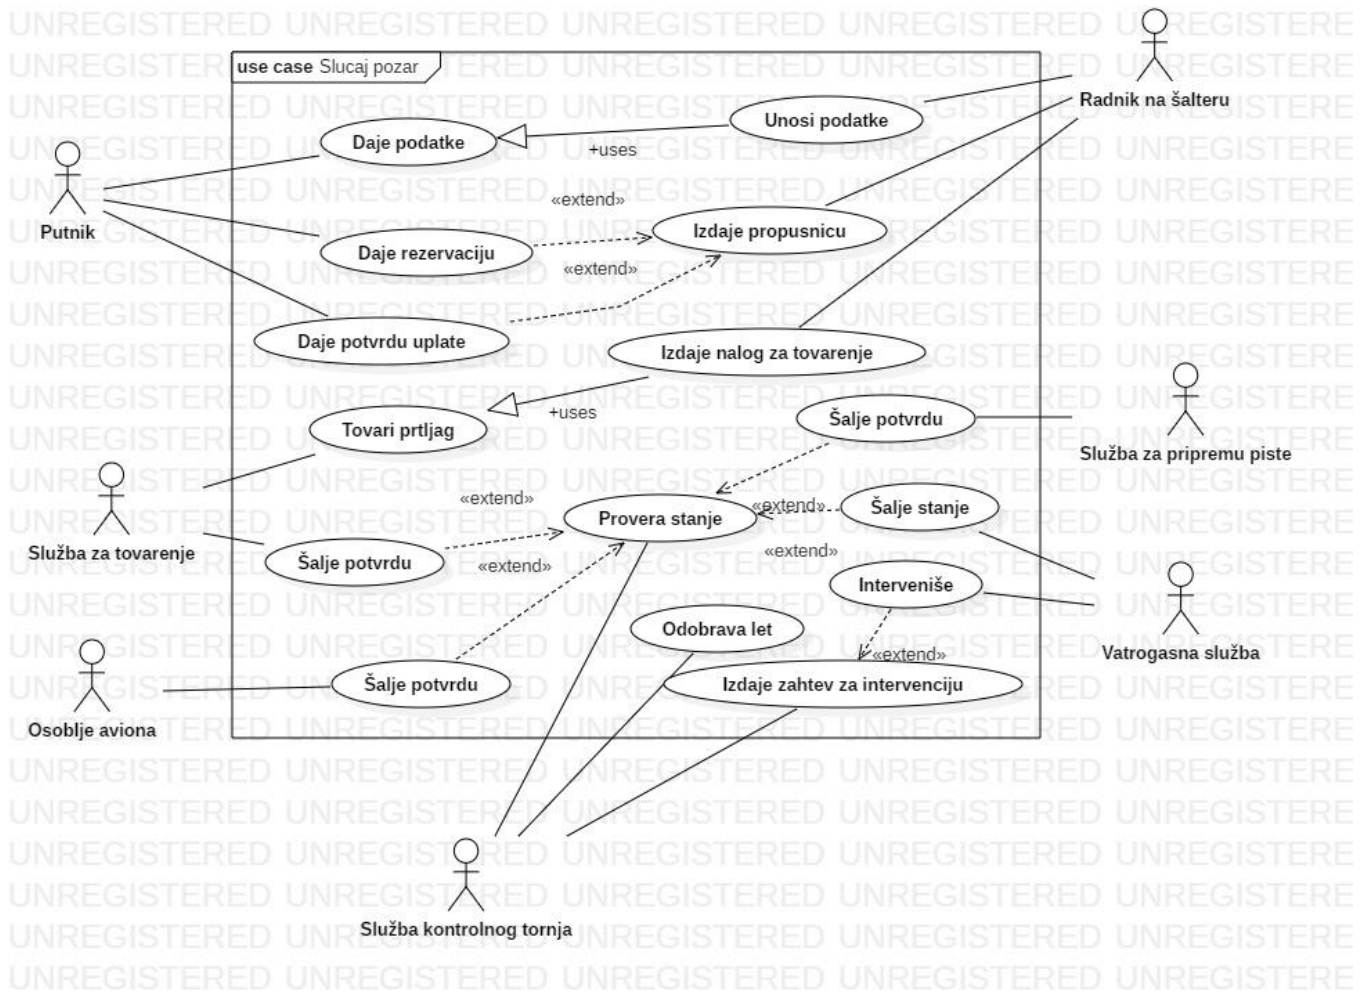 use case Slucaj pozar
Radnik na šalteru
Unosi podatke
Daje podatke
+uses
Putnik
«extend»
Izdaje propusnicu
Daje rezervaciju
«extend»
Daje potvrdu uplate
Izdaje nalog za tovarenje
+uses
Tovari prtljag
Šalje potvrdu
Služba za pripremu piste
«extend»
Provera stanje
«extend»
Šalje stanje
Služba za tovarenje
Šalje potvrdu
«extend»
«extend»
Interveniše
Odobrava let
«extend»
Vatrogasna služba
Šalje potvrdu
Izdaje zahtev za intervenciju
Osoblje aviona
Služba kontrolnog tornja
UNREGISTERED